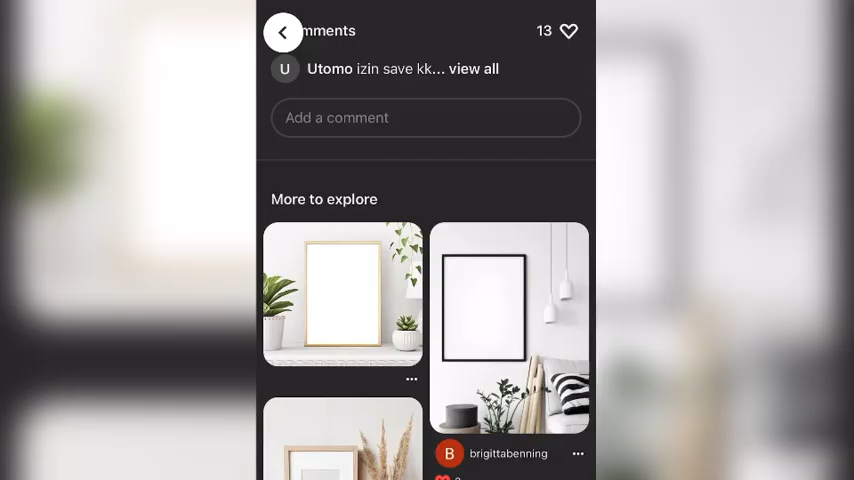 mments
13
U
Utomo izin save kk... view all
Add a comment
More to explore
B
brigittabenning